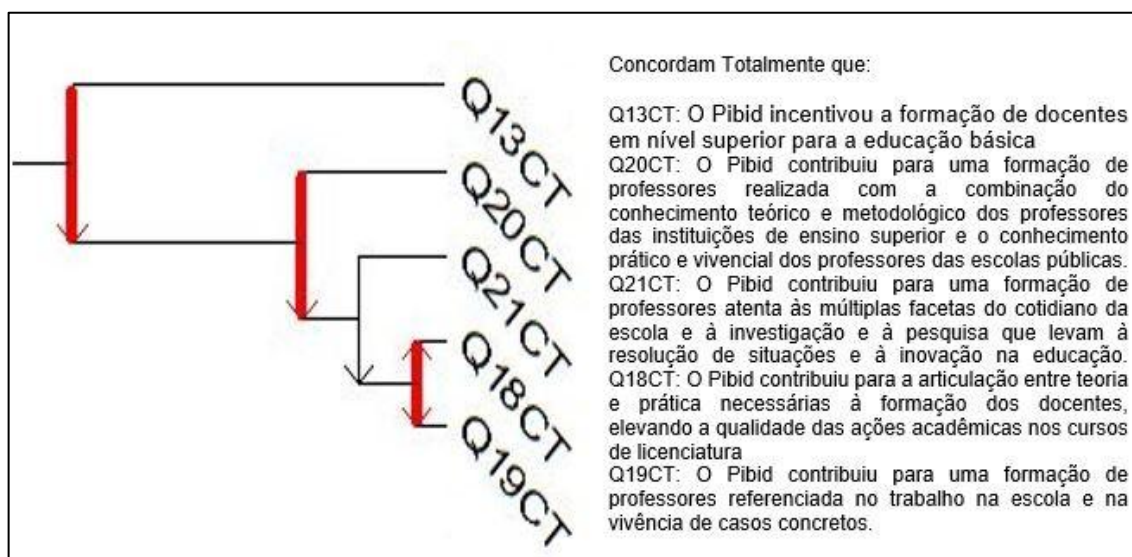 Q13CT
Q20CT
Q21CT
Q18CT
Q19CT
Concordam Totalmente que:
Q13CT: O Pibid incentivou a formação de docentes
em nível superior para a educação básica
Q20CT: O Pibid contribuiu para uma formação de
professores realizada com a combinação do
conhecimento teórico e metodológico dos professores
das instituições de ensino superior e o conhecimento
prático e vivencial dos professores das escolas públicas.
Q21CT: O Pibid contribuiu para uma formação de
professores atenta às múltiplas facetas do cotidiano da
escola e à investigação e à pesquisa que levam à
resolução de situações e à inovação na educação.
Q18CT: O Pibid contribuiu para a articulação entre teoria
e prática necessárias à formação dos docentes,
elevando a qualidade das ações acadêmicas nos cursos
de licenciatura
Q19CT: O Pibid contribuiu para uma formação de
professores referenciada no trabalho na escola e na
vivência de casos concretos.